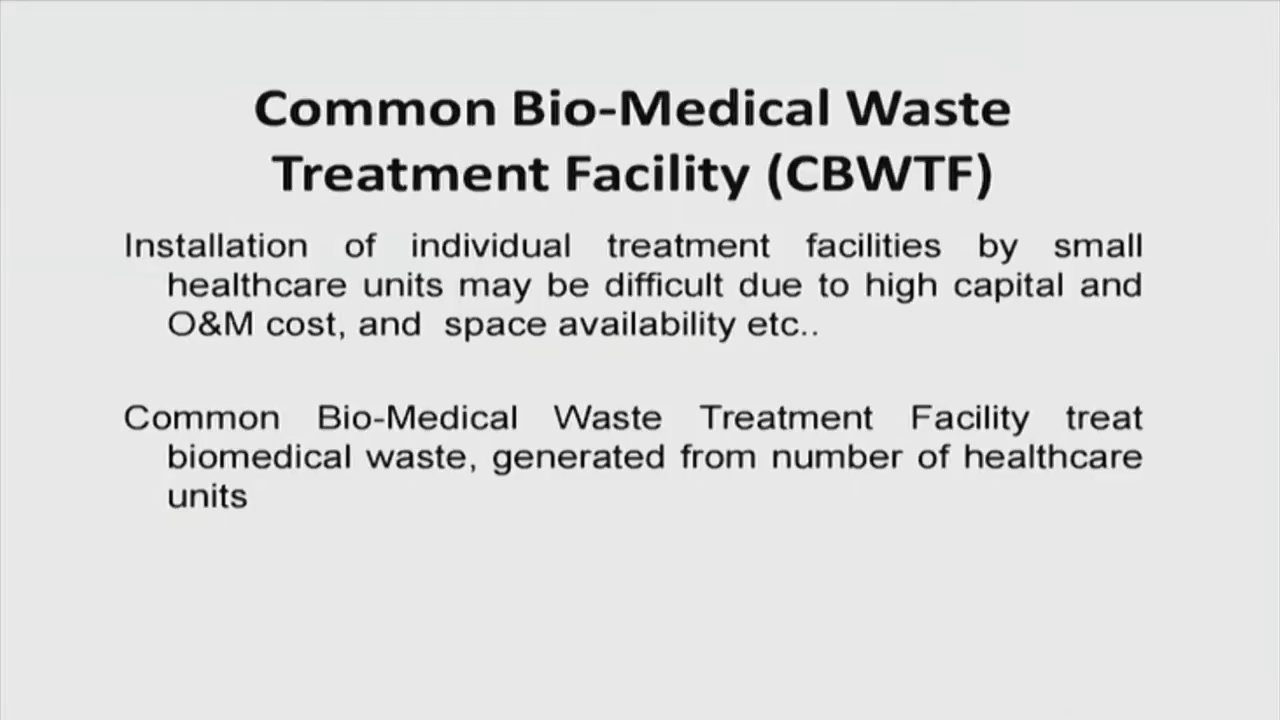 Common Bio-Medical Waste
Treatment Facility (CBWTF)
Installation of individual treatment facilities by small
healthcare units may be difficult due to high capital and
O&M cost, and space availability etc..
Common Bio-Medical Waste Treatment Facility treat
biomedical waste, generated from number of healthcare
units